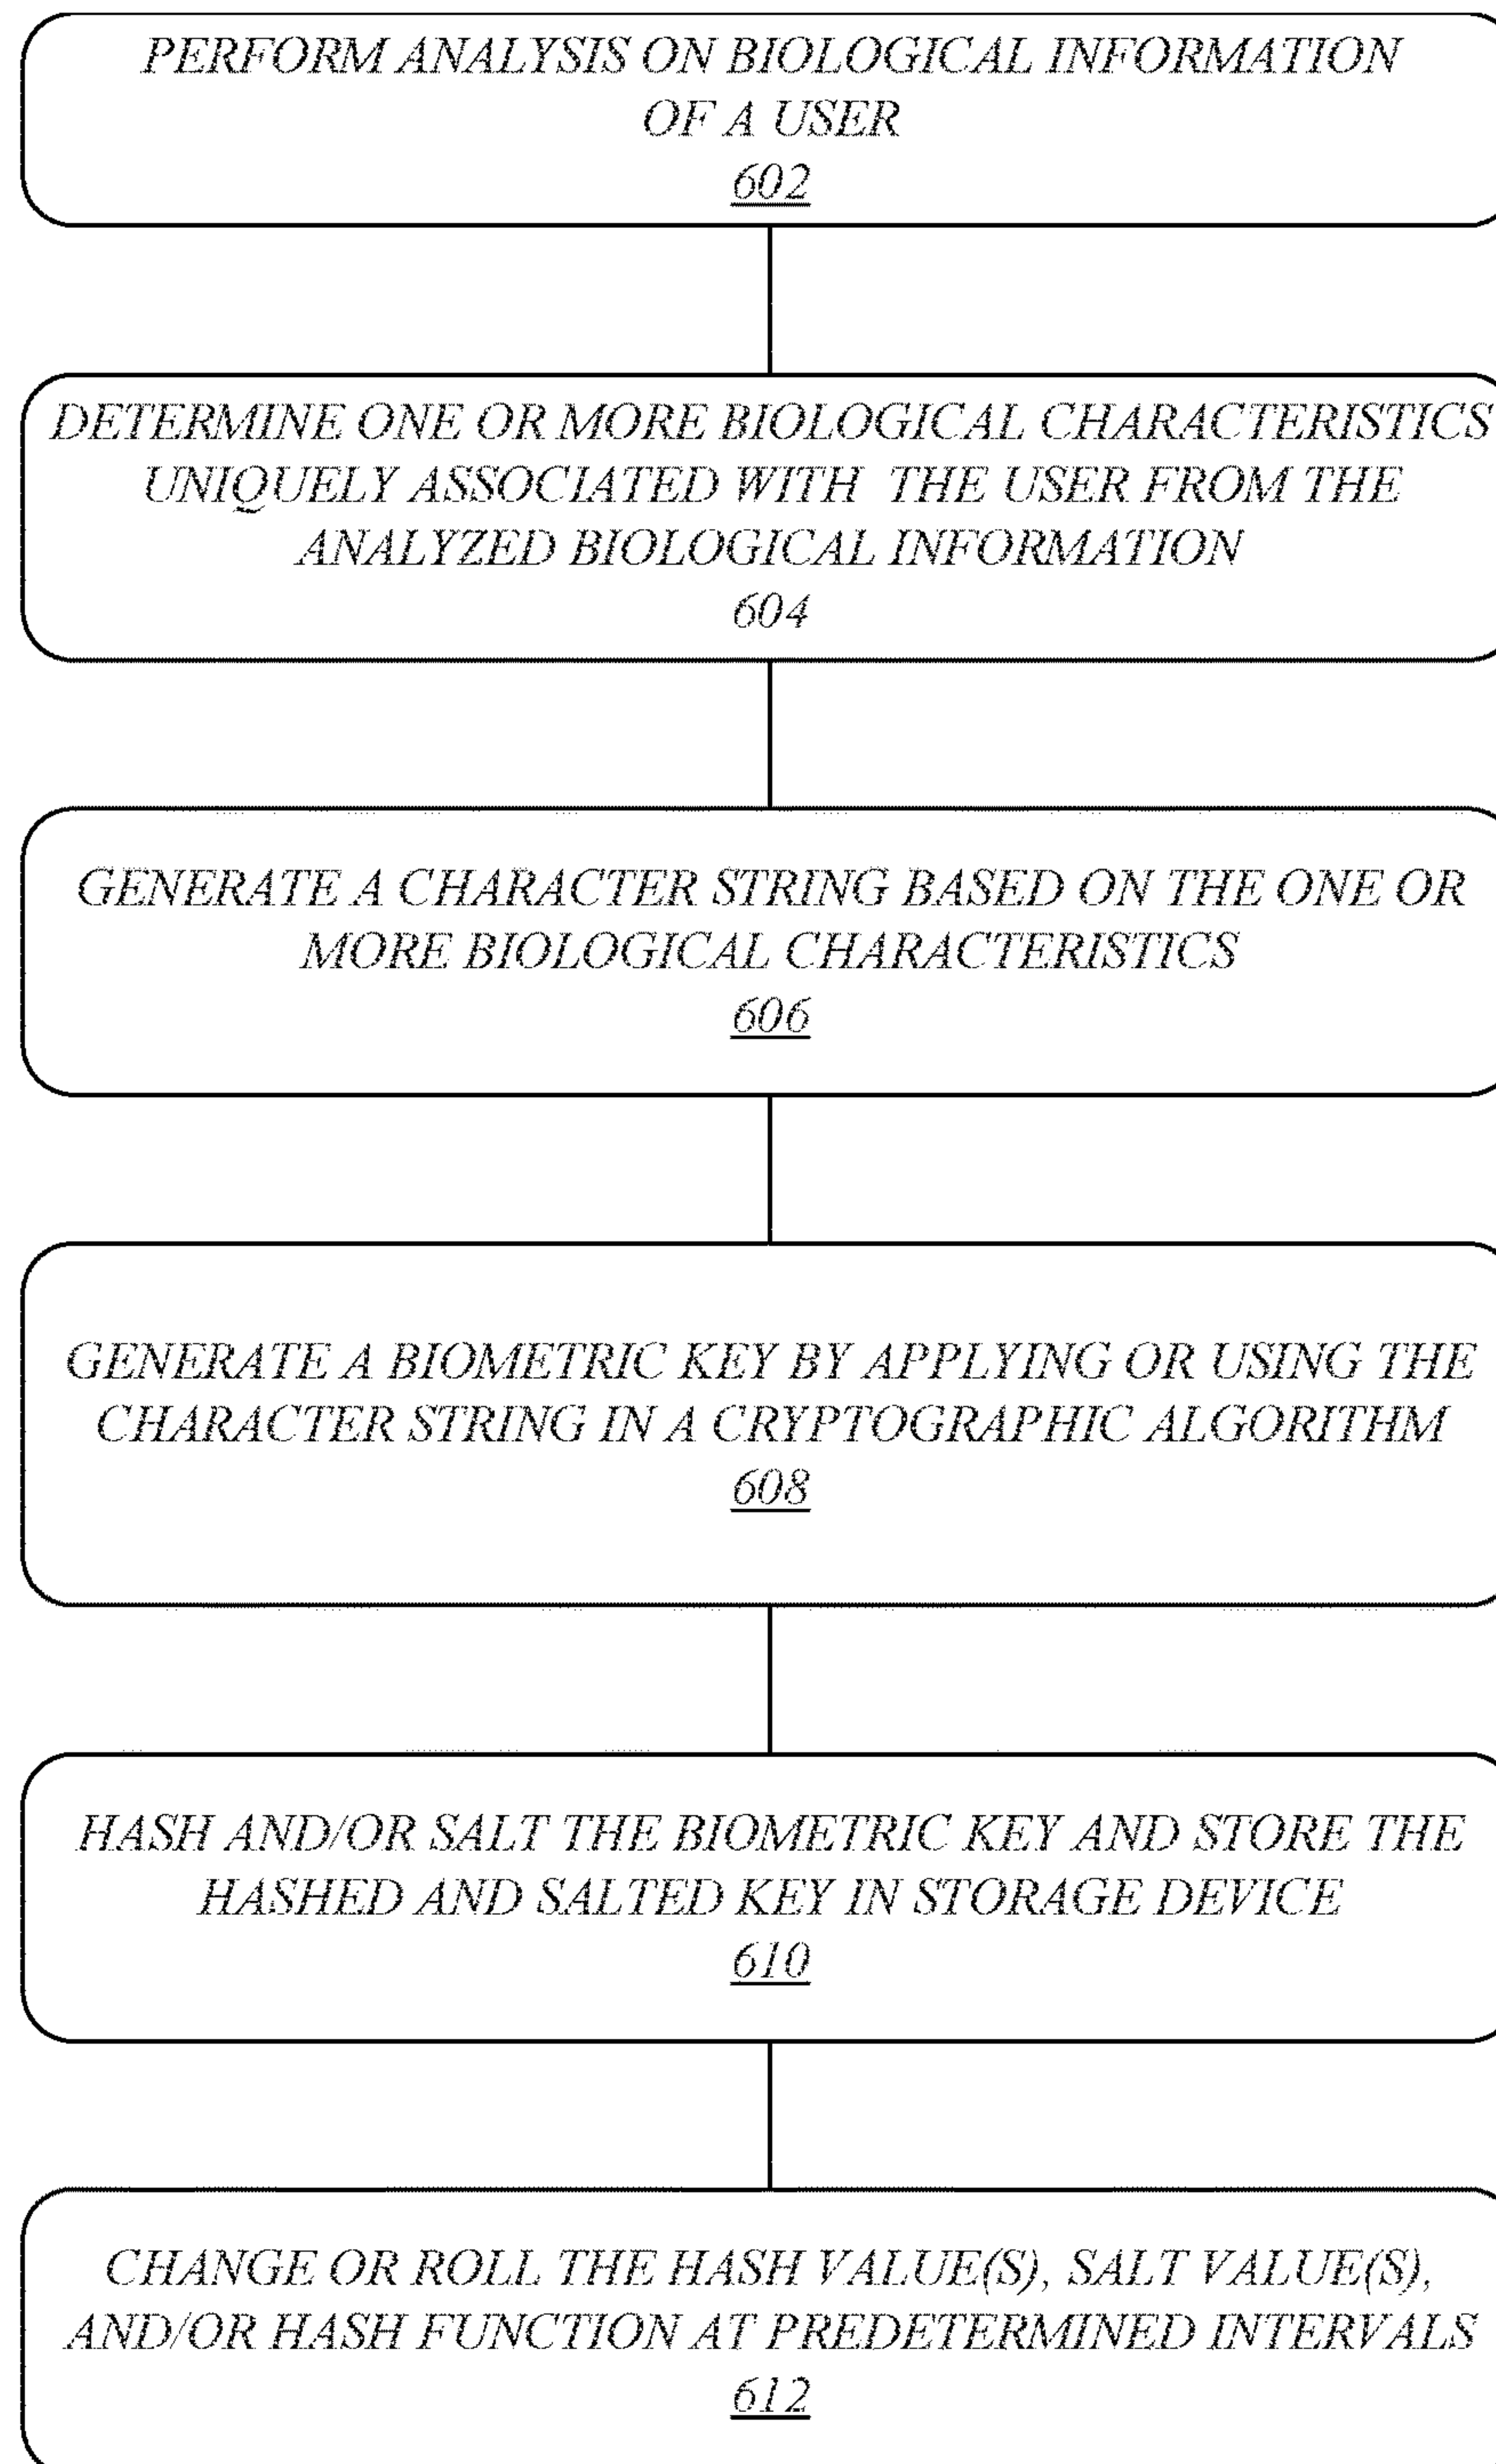 PERFORM ANALYSIS ON BIOLOGICAL INFORMATION
OF A USER
602
DETERMINE ONE OR MORE BIOLOGICAL CHARACTERISTICS
UNIQUELY ASSOCIATED WITH THE USER FROM THE
ANALYZED BIOLOGICAL INFORMATION
604
GENERATE A CHARACTER STRING BASED ON THE ONE OR
MORE BIOLOGICAL CHARACTERISTICS
606
GENERATE A BIOMETRIC KEY BY APPLYING OR USING THE
CHARACTER STRING IN A CRYPTOGRAPHIC ALGORITHM
608
HASH AND/OR SALT THE BIOMETRIC KEY AND STORE THE
HASHED AND SALTED KEY IN STORAGE DEVICE
610
CHANGE OR ROLL THE HASH VALUE(S), SALT VALUE(S),
AND/OR HASH FUNCTION AT PREDETERMINED INTERVALS
612